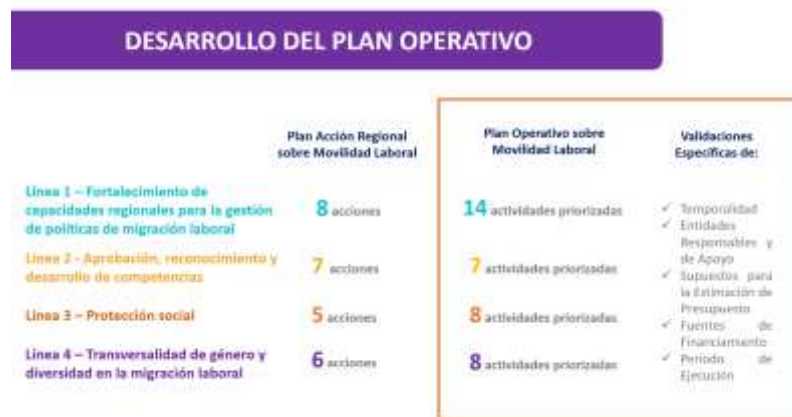 DESARROLLO DEL PLAN OPERATIVO
Plan Acción Regional
sobre Movilidad Laboral
Plan Operativo sobre
Movilidad Laboral
Validaciones
Específicas de:
Línea 1 – Fortalecimiento de
capacidades regionales para la gestión
de políticas de migración laboral
8 acciones
14 actividades priorizadas
Línea 2 - Aprobación, reconocimiento y
desarrollo de competencias
7 acciones
7 actividades priorizadas
Línea 3 – Protección social
5 acciones
8 actividades priorizadas
Línea 4 – Transversalidad de género y
diversidad en la migración laboral
6 acciones
8 actividades priorizadas
✓ Temporalidad
✓ Entidades
Responsables y
de Apoyo
✓ Supuestos para
la Estimación de
Presupuesto
✓ Fuentes de
Financiamiento
✓ Periodo de
Ejecución